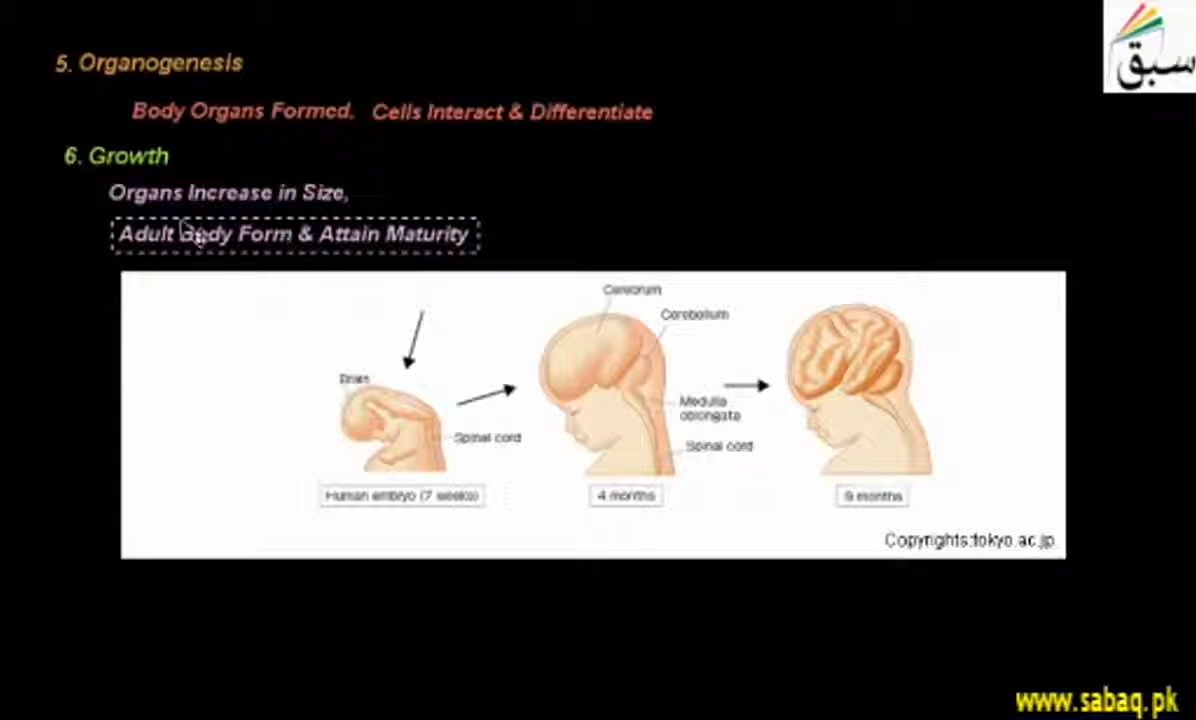 سبق
5. Organogenesis
Body Organs Formed. Cells Interact & Differentiate
6. Growth
Organs Increase in Size,
Adult Body Form & Attain Maturity
Cerebrum
Cerebellum
Brain
Medulla
oblongata
Spinal cord
Spinal cord
Human embryo (7 weeks)
4 months
9 months
Copyrights:tokyo.ac.jp
www.sabaq.pk